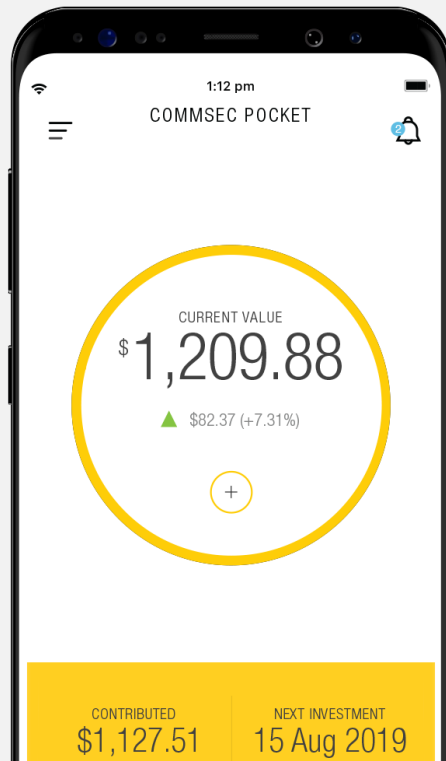 1:12 pm
COMMSEC POCKET
2
CURRENT VALUE
$1,209.88
$82.37 (+7.31%)
+
CONTRIBUTED
$1,127.51
NEXT INVESTMENT
15 Aug 2019